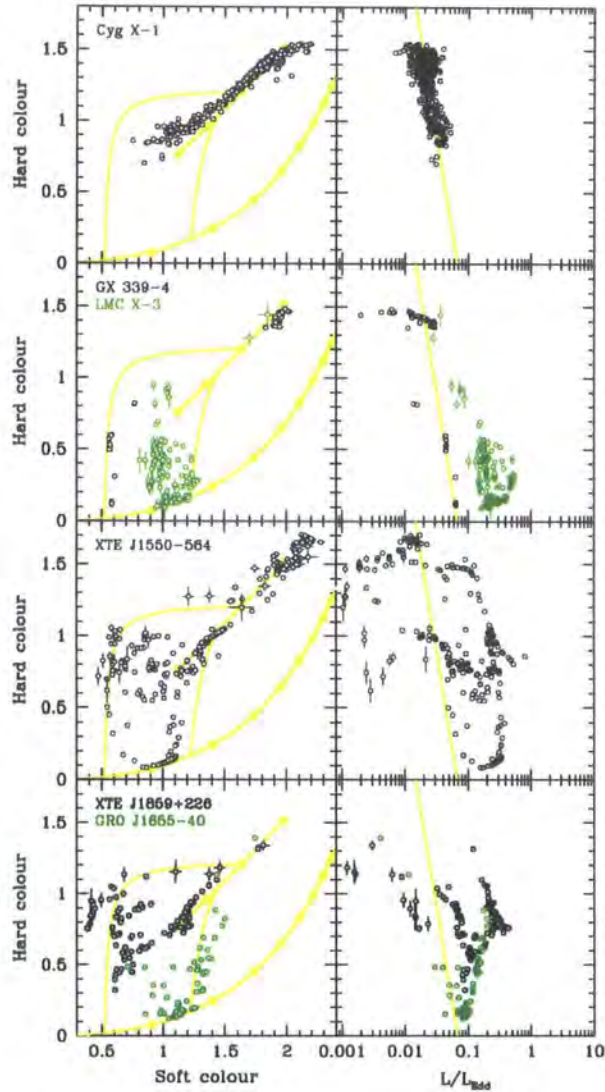 Cyg X-1
Hard colour
1.5
1
0.5
0
GX 339-4
LMC X-3
Hard colour
1.5
1
0.5
0
XTE J1550-564
Hard colour
1.5
1
0.5
0
XTE J1859+226
GRO J1655-40
Hard colour
1.5
1
0.5
0
0.5 1 1.5 2 0.001 0.01 0.1 1 10
Soft colour L/L_Edd